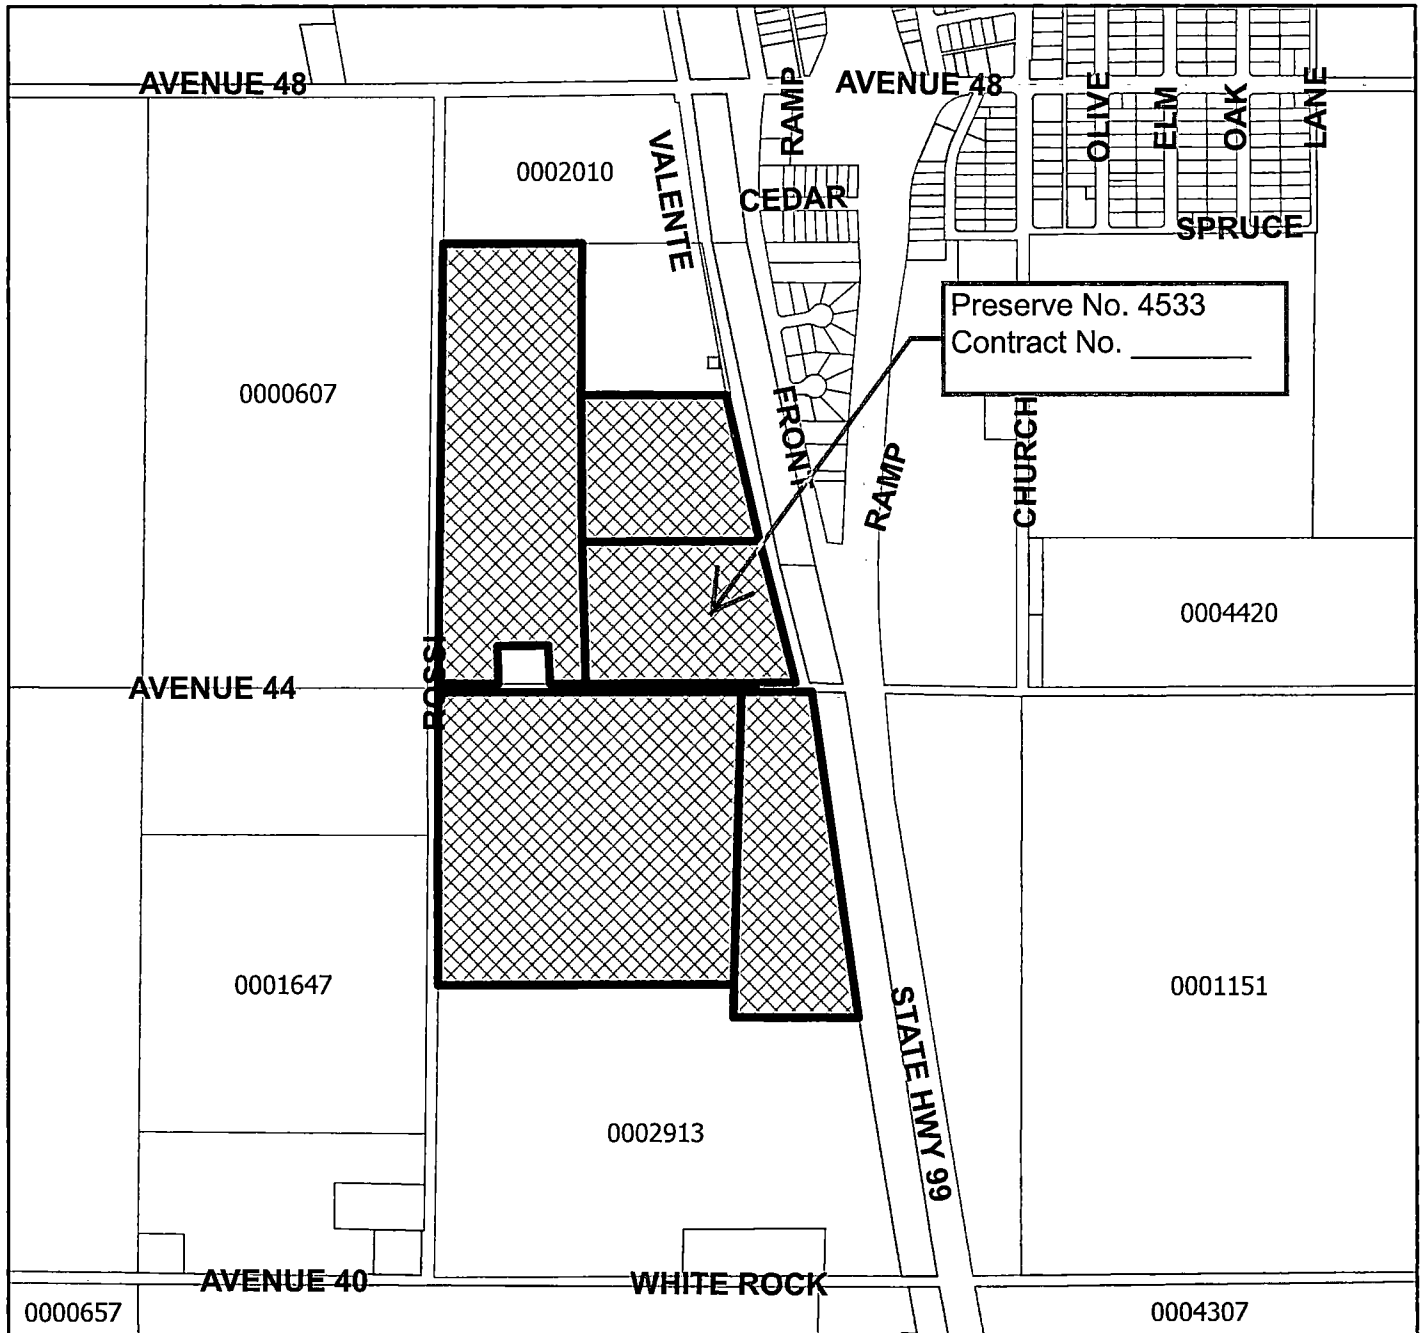 AVENUE 48
RAMP
AVENUE 48
OLIVE
ELM
OAK
LANE
0002010
VALENTE
CEDAR
SPRUCE
Preserve No. 4533
Contract No. ________
0000607
FRONT
RAMP
CHURCH
0004420
ROSSI
AVENUE 44
0001647
0001151
STATE HWY 99
0002913
AVENUE 40
WHITE ROCK
0000657
0004307